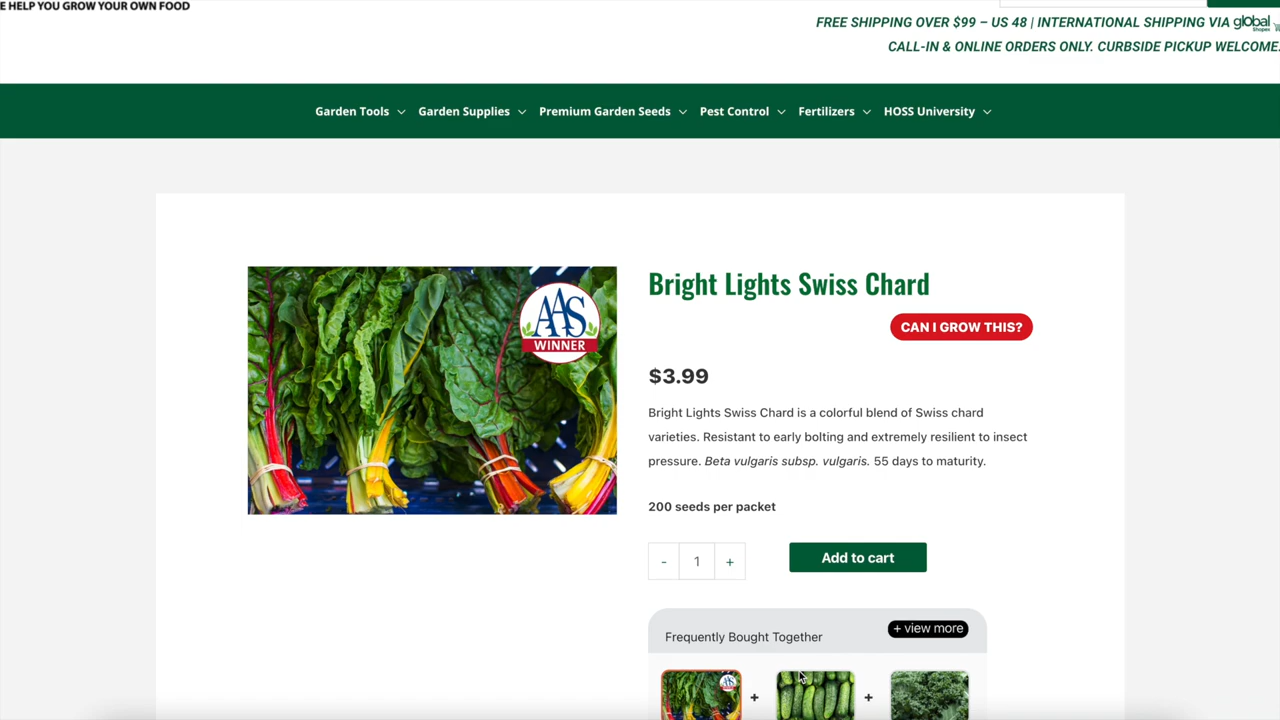 E HELP YOU GROW YOUR OWN FOOD
FREE SHIPPING OVER $99 – US 48 | INTERNATIONAL SHIPPING VIA global
Shopex
CALL-IN & ONLINE ORDERS ONLY. CURBSIDE PICKUP WELCOME.
Garden Tools Garden Supplies Premium Garden Seeds Pest Control Fertilizers HOSS University
AAS
WINNER
Bright Lights Swiss Chard
CAN I GROW THIS?
$3.99
Bright Lights Swiss Chard is a colorful blend of Swiss chard
varieties. Resistant to early bolting and extremely resilient to insect
pressure. Beta vulgaris subsp. vulgaris. 55 days to maturity.
200 seeds per packet
- 1 + Add to cart
Frequently Bought Together + view more
+ +